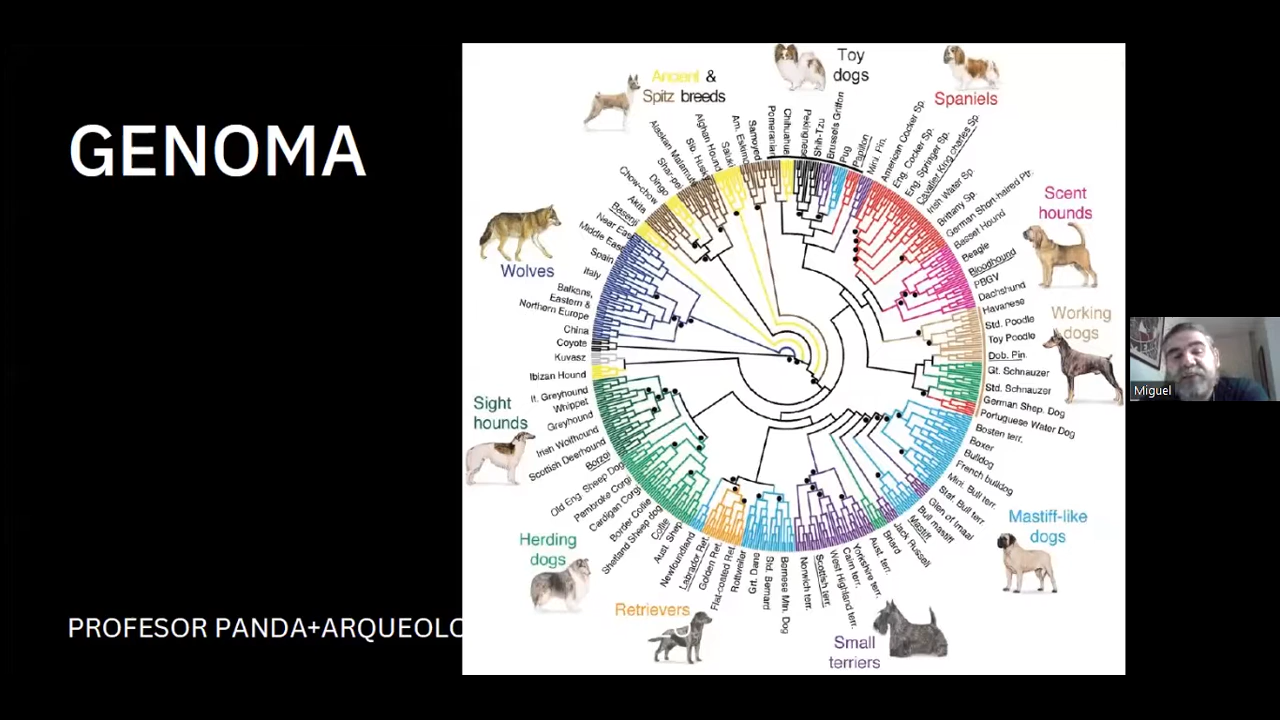 GENOMA
PROFESOR PANDA+ARQUEOLO
Ancient &
Spitz breeds
Toy
dogs
Spaniels
Scent
hounds
Working
dogs
Mastiff-like
dogs
Small
terriers
Retrievers
Herding
dogs
Sight
hounds
Wolves
Basenji
Akita
Chow-chow
Dingo
Shar-pei
Alaskan Malamut
Sib. Husk
Afghan Hound
Saluki
Am. Eskimo
Samoyed
Pomeranian
Chihuahua
Pekingnese
Shih-Tzu
Brussels Griffon
Pug
Papillon
Mini. Pin.
American Cocker Sp.
Eng. Cocker Sp.
Eng. Springer Sp.
Cavalier King charles Sp.
Irish Water Sp.
Brittany Sp.
German Short-haired Ptr.
Basset Hound
Beagle
Bloodhound
PBGV
Dachshund
Havanese
Std. Poodle
Toy Poodle
Dob. Pin.
Gt. Schnauzer
Std. Schnauzer
German Shep. Dog
Portuguese Water Dog
Bosten terr.
Boxer
Bulldog
French bulldog
Mini. Bull terr.
Staf. Bull terr.
Glen of Imaal
Bull mastiff
Mastiff
Jack Russell
Briard
Aust. terr.
Yorkshire terr.
Cairn terr.
West Highland terr.
Scottish terr.
Norwich terr.
Bernese Mtn. Dog
Std. Bernard
Grt. Dane
Rottweiler
Flat-coated Ret.
Golden Ret.
Labrador Ret.
Newfoundland
Aust. Shep
Collie
Shetland Sheep dog
Border Collie
Cardigan Corgi
Pembroke Corgi
Old Eng. Sheep Dog
Borzoi
Scottish Deerhound
Irish Wolfhound
Greyhound
Whippet
It. Greyhound
Ibizan Hound
Kuvasz
Coyote
China
Balkans,
Eastern &
Northern Europe
Italy
Spain
Middle East
Near East
Miguel